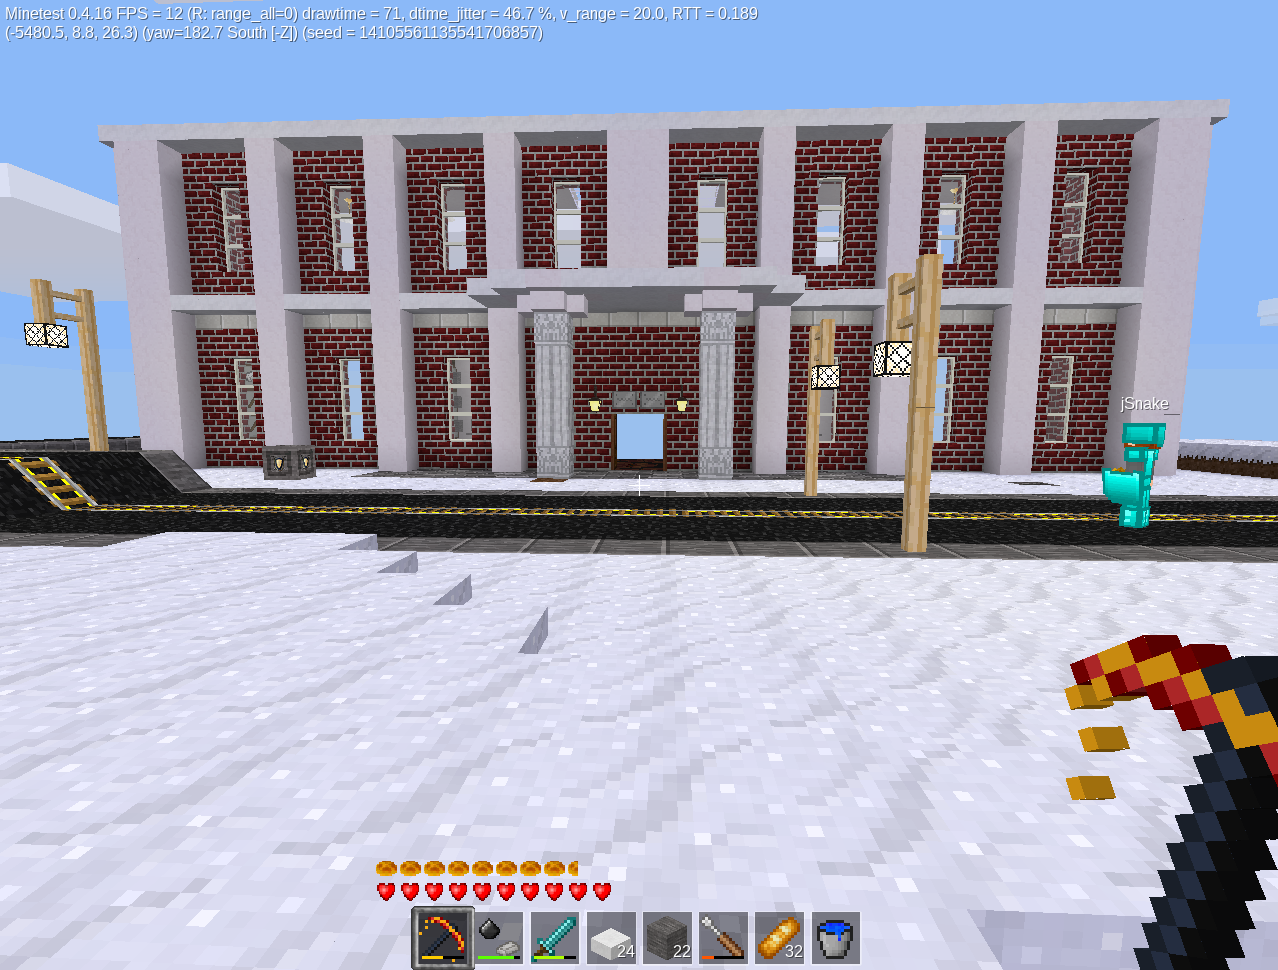 Minetest 0.4.16 FPS = 12 (R: range_all=0) drawtime = 71, dtime_jitter = 46.7 %, v_range = 20.0, RTT = 0.189
(-5480.5, 8.8, 26.3) (yaw=182.7 South [-Z]) (seed = 14105561135541706857)
jSnake
24 22 32